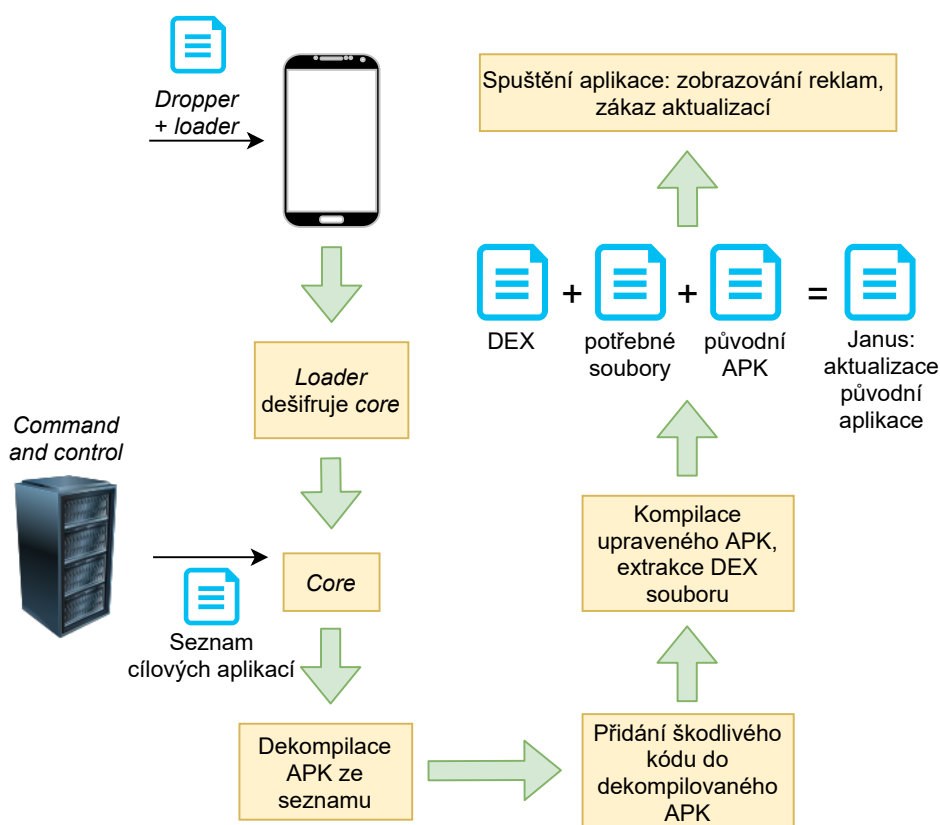 Dropper
+ loader
Loader
dešifruje core
Command
and control
Core
Seznam
cílových aplikací
Dekompilace
APK ze
seznamu
Přidání škodlivého
kódu do
dekompilovaného
APK
Kompilace
upraveného APK,
extrakce DEX
souboru
DEX
+
potřebné
soubory
+
původní
APK
=
Janus:
aktualizace
původní
aplikace
Spuštění aplikace: zobrazování reklam,
zákaz aktualizací